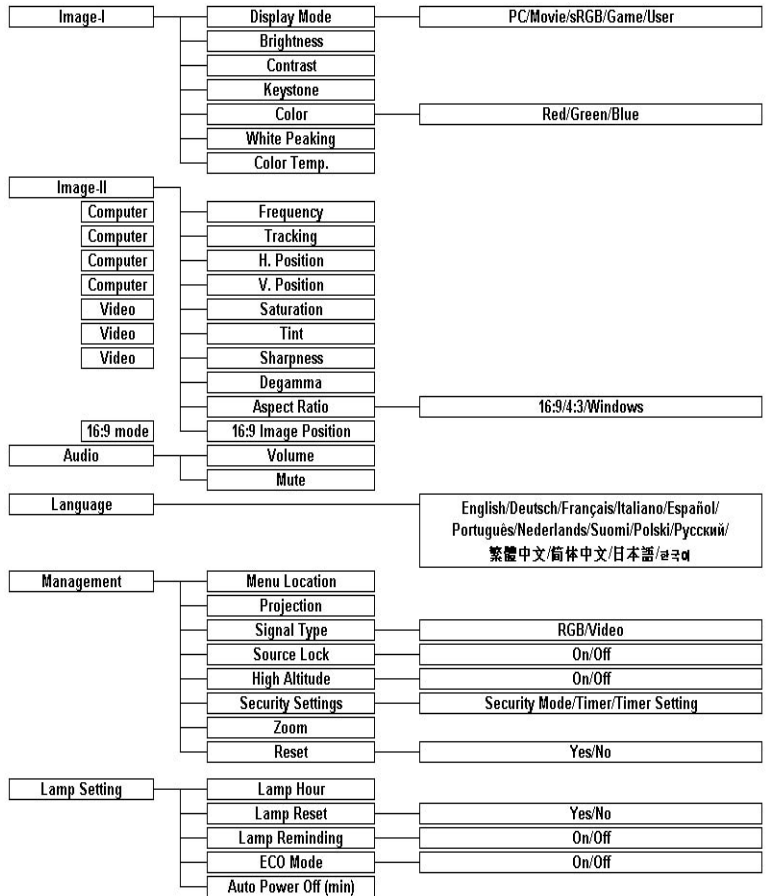 Image-I Display Mode PC/Movie/sRGB/Game/User
Brightness
Contrast
Keystone
Color Red/Green/Blue
White Peaking
Color Temp.
Image-II
Computer Frequency
Computer Tracking
Computer H. Position
Computer V. Position
Video Saturation
Video Tint
Video Sharpness
Degamma
Aspect Ratio 16:9/4:3/Windows
16:9 mode 16:9 Image Position
Audio Volume
Mute
Language English/Deutsch/Français/Italiano/Español/
Português/Nederlands/Suomi/Polski/Русский/
繁體中文/简体中文/日本語/한국어
Management Menu Location
Projection
Signal Type RGB/Video
Source Lock On/Off
High Altitude On/Off
Security Settings Security Mode/Timer/Timer Setting
Zoom
Reset Yes/No
Lamp Setting Lamp Hour
Lamp Reset Yes/No
Lamp Reminding On/Off
ECO Mode On/Off
Auto Power Off (min)